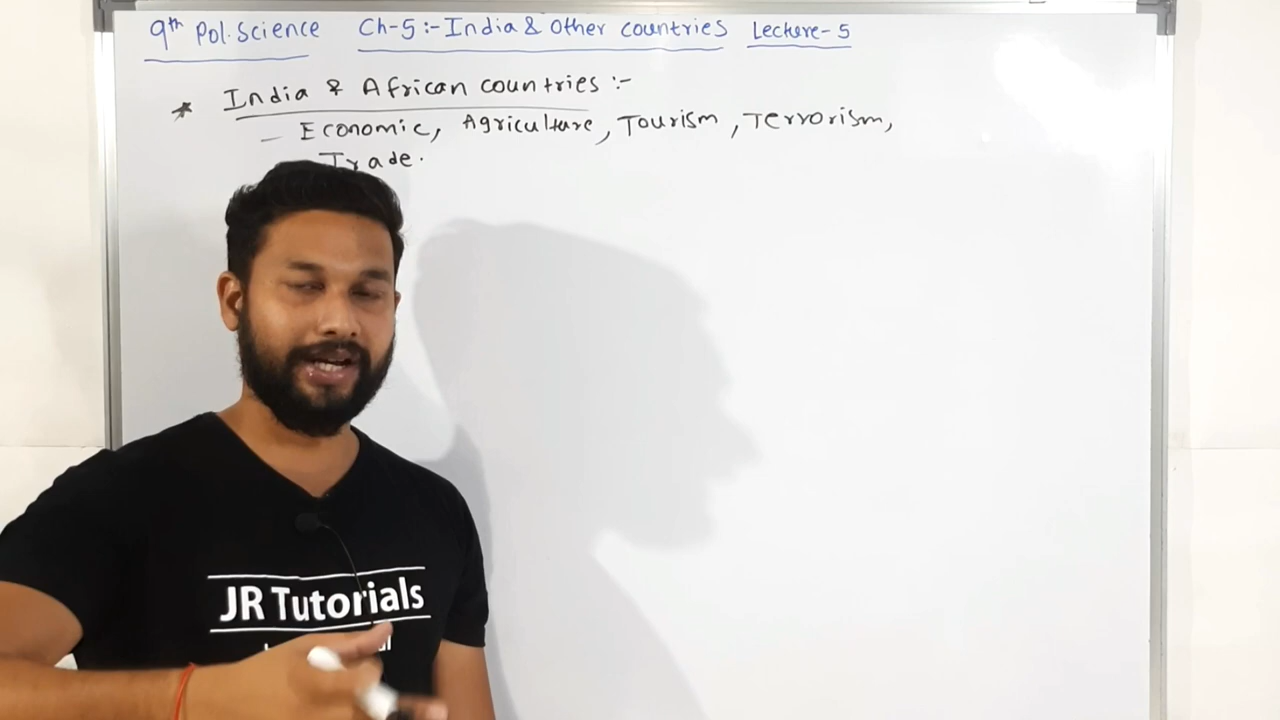 9th Pol. Science Ch-5:- India & Other countries Lecture-5
* India & African countries :-
– Economic, Agriculture, Tourism, Terrorism,
Trade.
JR Tutorials